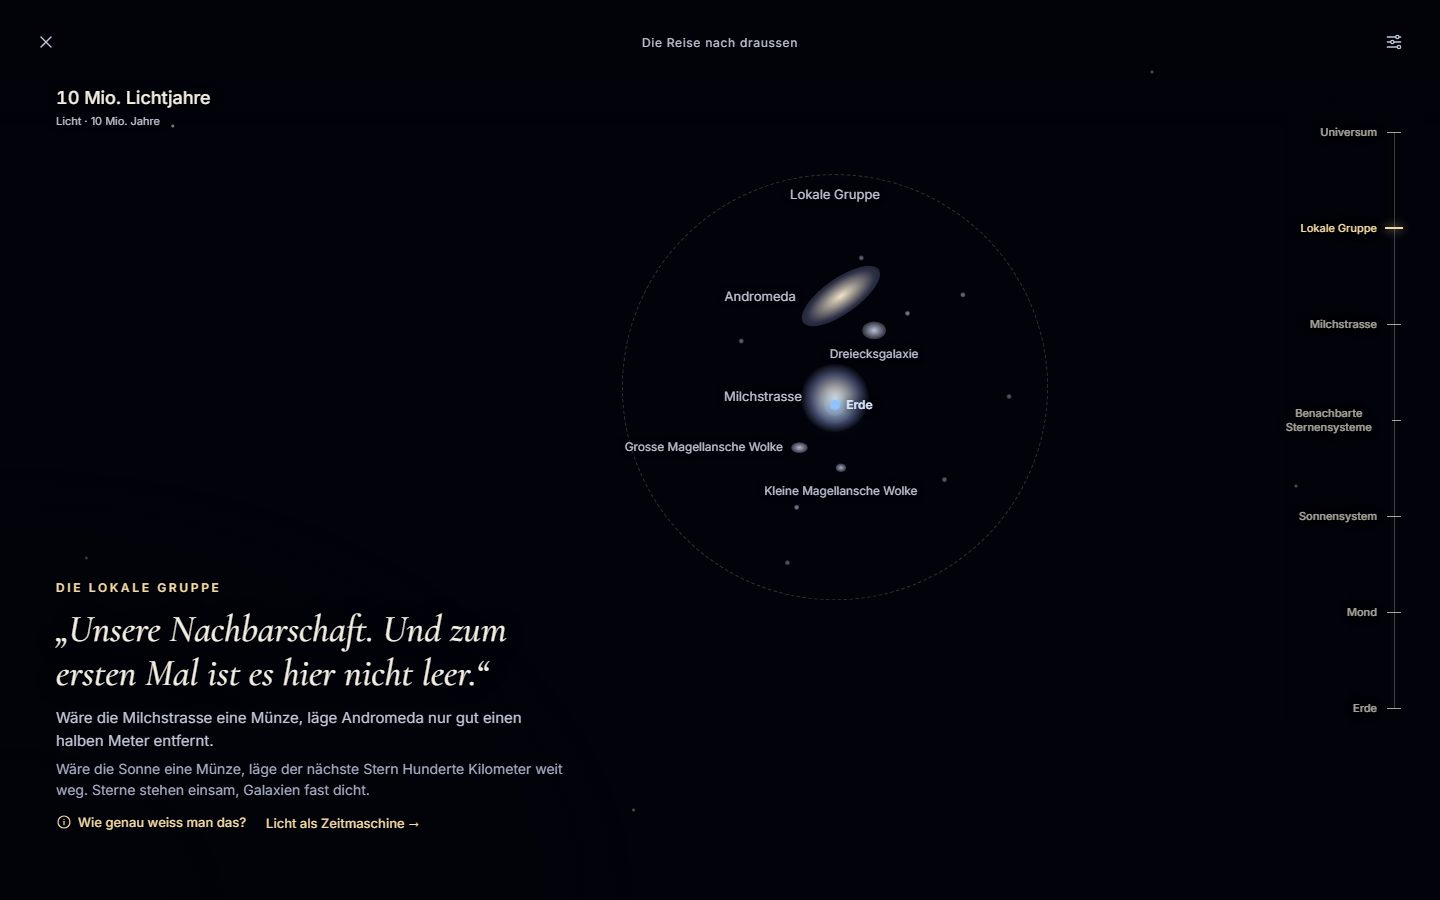 Die Reise nach draussen
10 Mio. Lichtjahre
Licht · 10 Mio. Jahre
Universum
Lokale Gruppe
Lokale Gruppe
Andromeda
Dreiecksgalaxie
Milchstrasse
Milchstrasse
Erde
Benachbarte
Sternensysteme
Grosse Magellansche Wolke
Kleine Magellansche Wolke
Sonnensystem
DIE LOKALE GRUPPE
„Unsere Nachbarschaft. Und zum
ersten Mal ist es hier nicht leer.“
Mond
Erde
Wäre die Milchstrasse eine Münze, läge Andromeda nur gut einen
halben Meter entfernt.
Wäre die Sonne eine Münze, läge der nächste Stern Hunderte Kilometer weit
weg. Sterne stehen einsam, Galaxien fast dicht.
Wie genau weiss man das? Licht als Zeitmaschine →